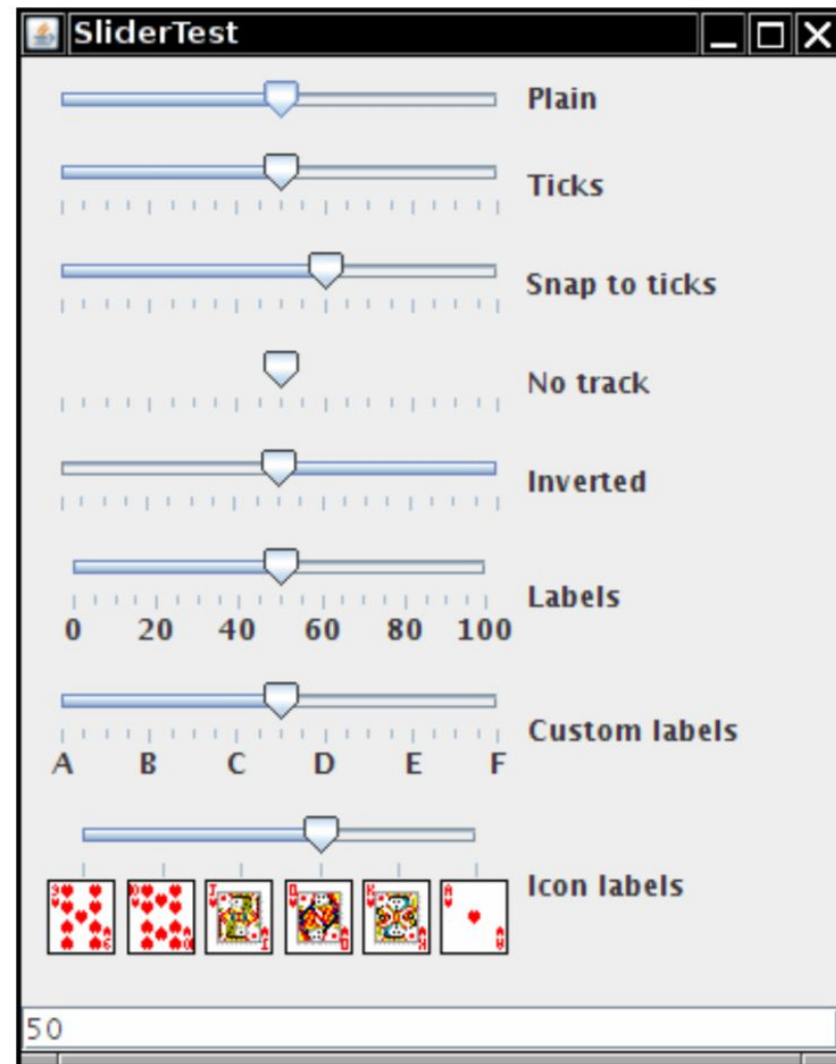 SliderTest
Plain
Ticks
Snap to ticks
No track
Inverted
Labels
0 20 40 60 80 100
Custom labels
A B C D E F
Icon labels
50